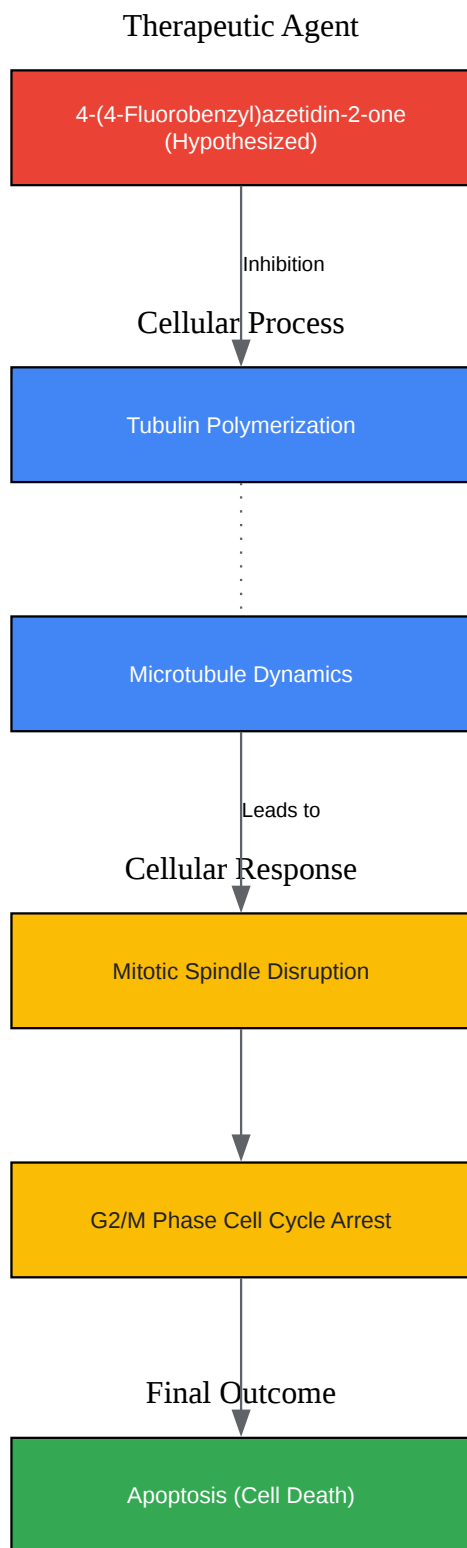 Therapeutic Agent
4-(4-Fluorobenzyl)azetidin-2-one
(Hypothesized)
Inhibition
Cellular Process
Tubulin Polymerization
Microtubule Dynamics
Leads to
Cellular Response
Mitotic Spindle Disruption
G2/M Phase Cell Cycle Arrest
Final Outcome
Apoptosis (Cell Death)